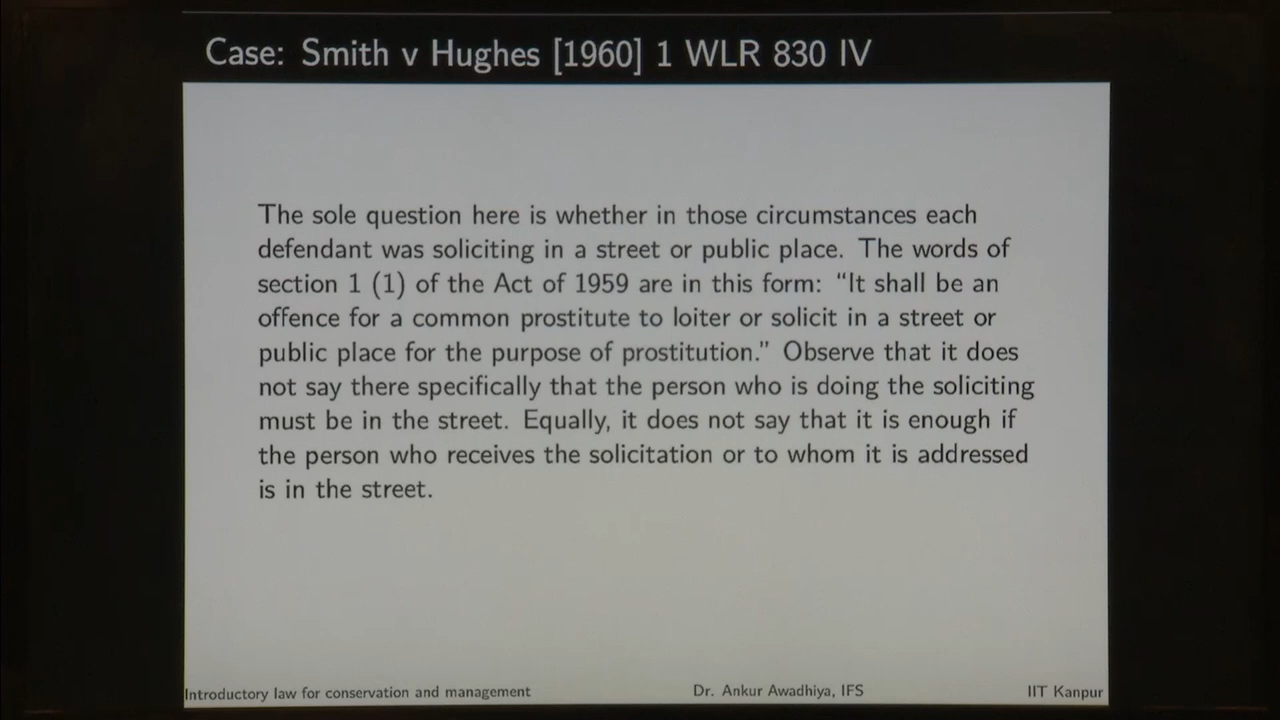 Case: Smith v Hughes [1960] 1 WLR 830 IV
The sole question here is whether in those circumstances each
defendant was soliciting in a street or public place. The words of
section 1 (1) of the Act of 1959 are in this form: “It shall be an
offence for a common prostitute to loiter or solicit in a street or
public place for the purpose of prostitution.” Observe that it does
not say there specifically that the person who is doing the soliciting
must be in the street. Equally, it does not say that it is enough if
the person who receives the solicitation or to whom it is addressed
is in the street.
Introductory law for conservation and management Dr. Ankur Awadhiya, IFS IIT Kanpur